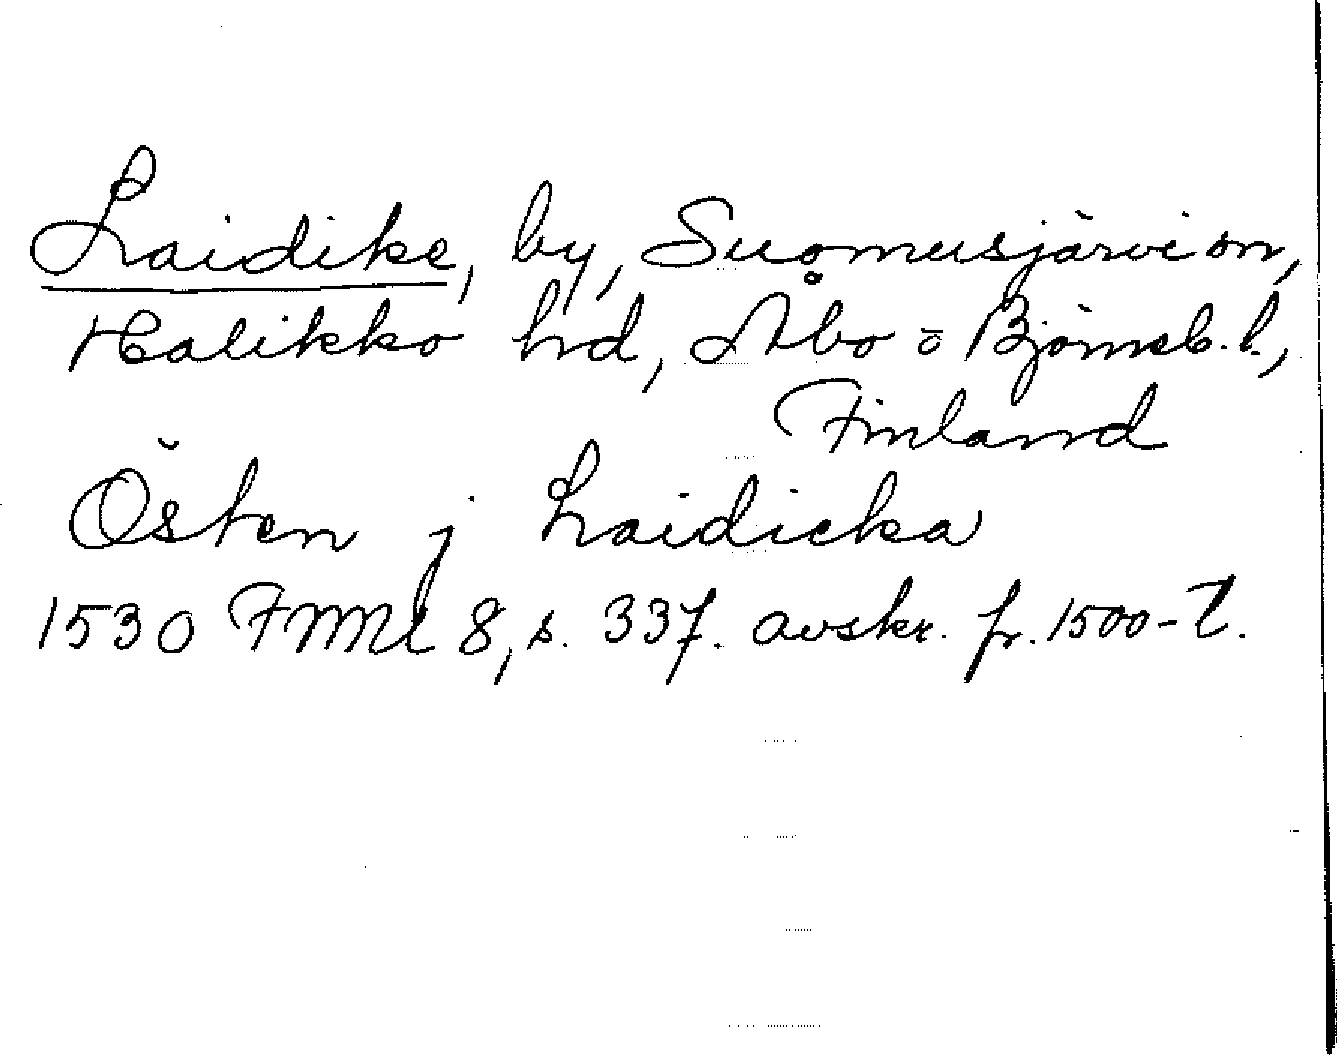 Laidike, by, Suomusjärvi sn,
Halikko hd, Åbo o Björneb. l.,
Finland
Östen j Laidicka
1530 FMU 8, s. 337. avskr. fr. 1500-t.